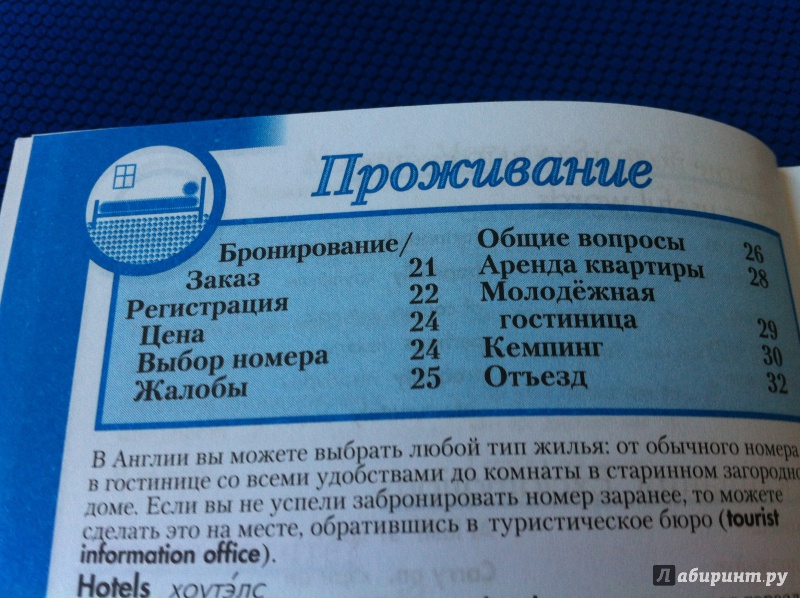 Проживание
Бронирование/
Заказ 21
Регистрация 22
Цена 24
Выбор номера 24
Жалобы 25
Общие вопросы 26
Аренда квартиры 28
Молодёжная
гостиница 29
Кемпинг 30
Отъезд 32
В Англии вы можете выбрать любой тип жилья: от обычного номера
в гостинице со всеми удобствами до комнаты в старинном загородно
доме. Если вы не успели забронировать номер заранее, то можете
сделать это на месте, обратившись в туристическое бюро (tourist
information office).
Hotels хоутэ́лс
Лабиринт.ру